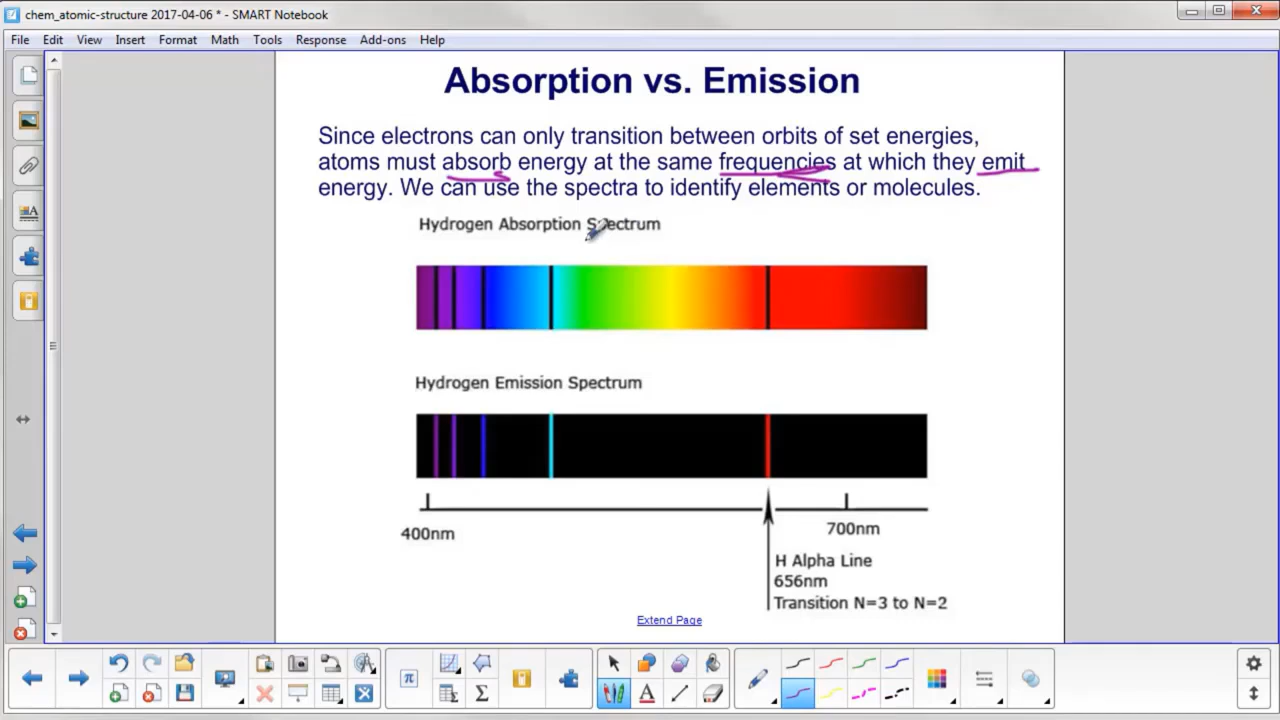 chem_atomic-structure 2017-04-06 * - SMART Notebook
File Edit View Insert Format Math Tools Response Add-ons Help
Absorption vs. Emission
Since electrons can only transition between orbits of set energies,
atoms must absorb energy at the same frequencies at which they emit
energy. We can use the spectra to identify elements or molecules.
Hydrogen Absorption Spectrum
Hydrogen Emission Spectrum
400nm
700nm
H Alpha Line
656nm
Transition N=3 to N=2
Extend Page